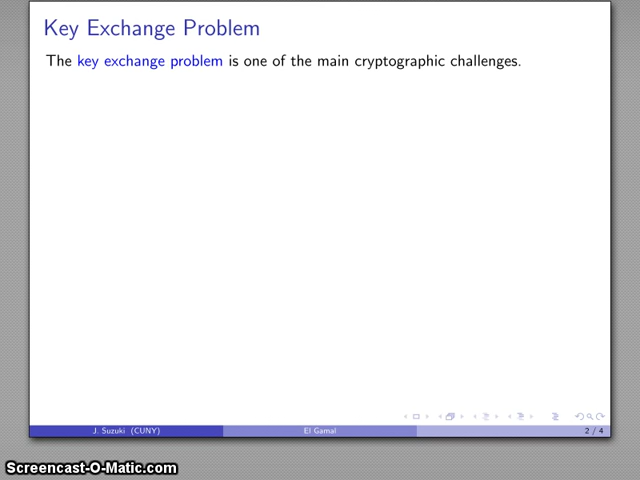 Key Exchange Problem
The key exchange problem is one of the main cryptographic challenges.
J. Suzuki (CUNY) El Gamal 2 / 4
Screencast-O-Matic.com